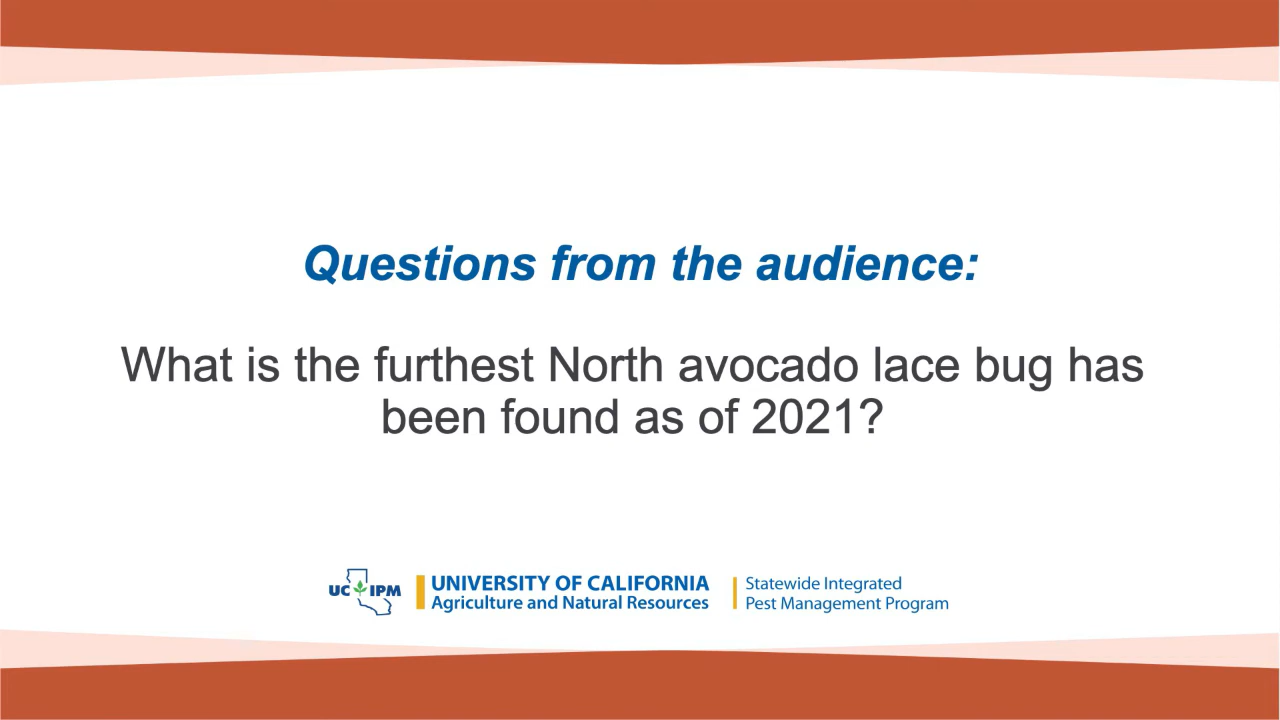 Questions from the audience:
What is the furthest North avocado lace bug has
been found as of 2021?
UC IPM
UNIVERSITY OF CALIFORNIA
Agriculture and Natural Resources
Statewide Integrated
Pest Management Program